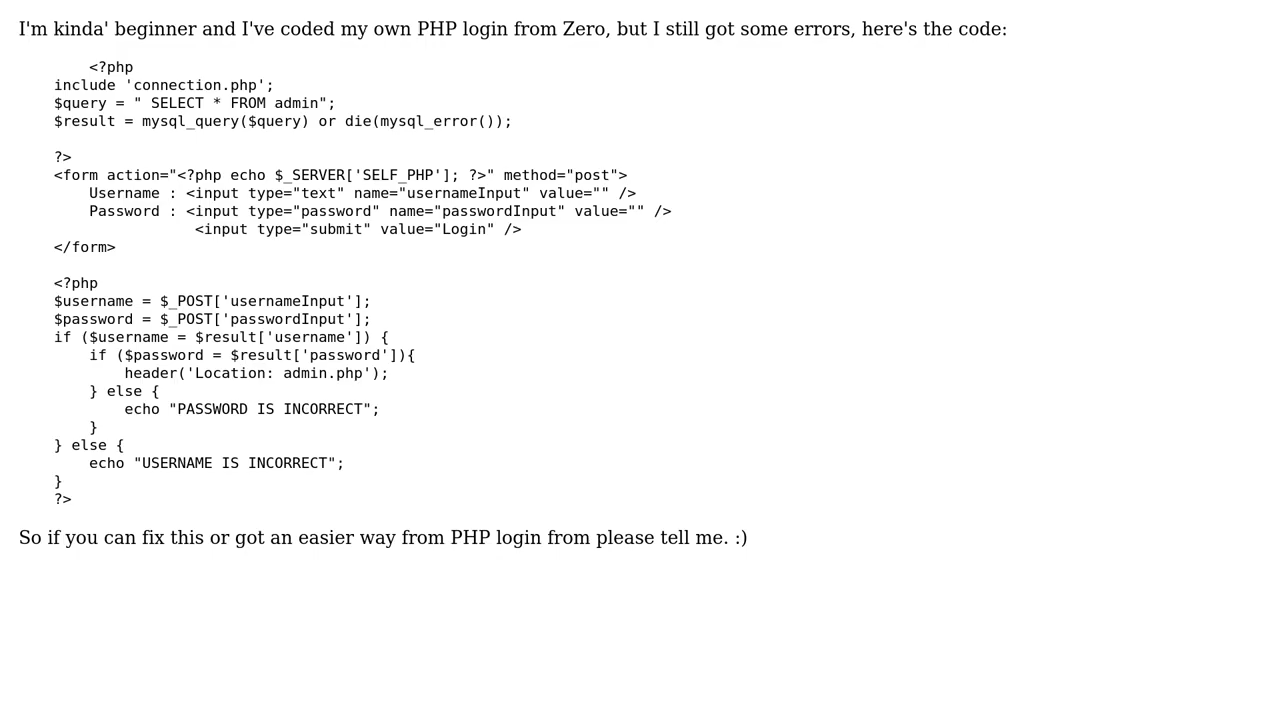 I'm kinda' beginner and I've coded my own PHP login from Zero, but I still got some errors, here's the code:
<?php
include 'connection.php';
$query = " SELECT * FROM admin";
$result = mysql_query($query) or die(mysql_error());
?>
<form action="<?php echo $_SERVER['SELF_PHP']; ?>" method="post">
Username : <input type="text" name="usernameInput" value="" />
Password : <input type="password" name="passwordInput" value="" />
<input type="submit" value="Login" />
</form>
<?php
$username = $_POST['usernameInput'];
$password = $_POST['passwordInput'];
if ($username = $result['username']) {
if ($password = $result['password']){
header('Location: admin.php');
} else {
echo "PASSWORD IS INCORRECT";
}
} else {
echo "USERNAME IS INCORRECT";
}
?>
So if you can fix this or got an easier way from PHP login from please tell me. :)